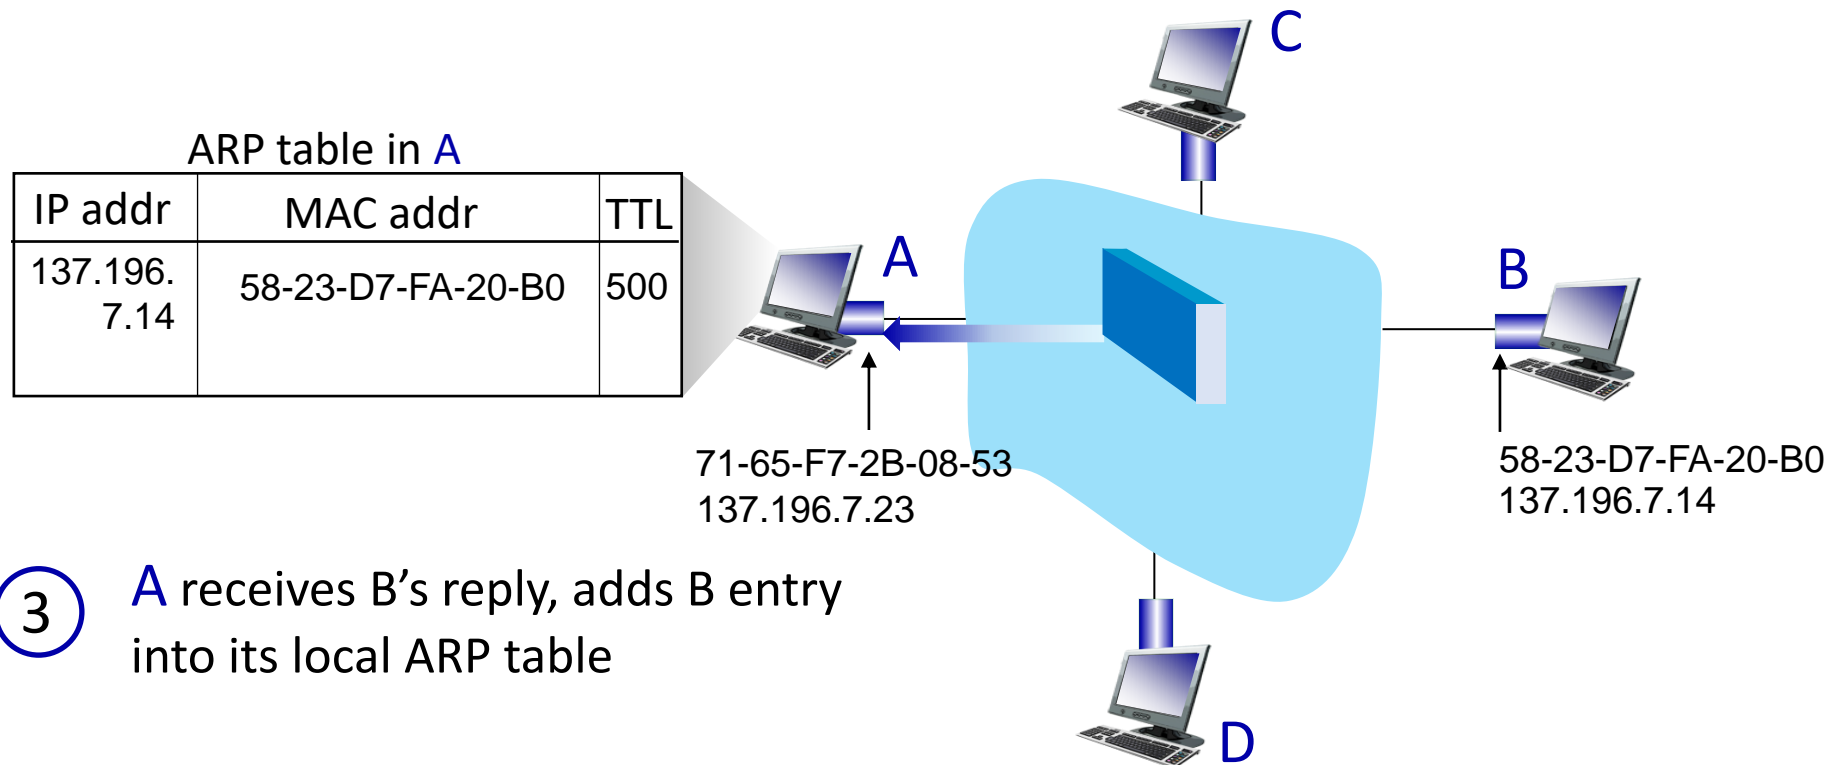 C
ARP table in A
IP addr MAC addr TTL
137.196.
7.14
58-23-D7-FA-20-B0 500
A
B
71-65-F7-2B-08-53
137.196.7.23
58-23-D7-FA-20-B0
137.196.7.14
3
A receives B’s reply, adds B entry
into its local ARP table
D